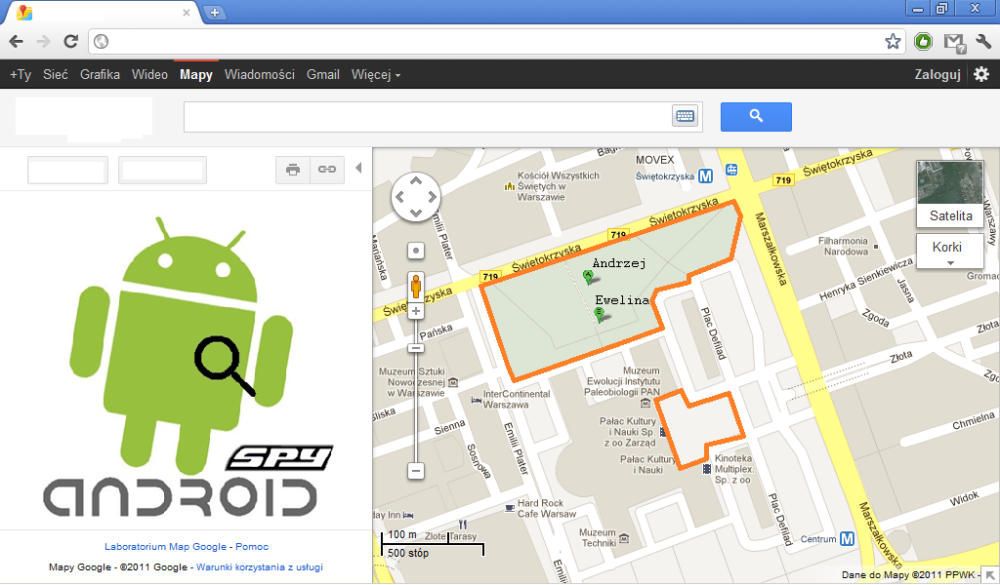 +Ty Sieć Grafika Wideo Mapy Wiadomości Gmail Więcej
Zaloguj
SPY
ANDROID
Laboratorium Map Google - Pomoc
Mapy Google - ©2011 Google - Warunki korzystania z usługi
MOVEX
Świętokrzyska M
Świętokrzyska
719
Kościół Wszystkich
Świętych w
Warszawie
Emilii Plater
Mariańska
Świętokrzyska
719
Świętokrzyska
719
Andrzej
Ewelina
Marszałkowska
Satelita
Korki
Filharmonia
Narodowa
Henryka Sienkiewicza
Jasna
Zgoda
Złota
Złota
Chmielna
Widok
Plac Defilad
Pańska
Muzeum Sztuki
Nowoczesnej
w Warszawie
InterContinental
Warszawa
Sienna
Sosnowa
Emilii Plater
Muzeum
Ewolucji Instytutu
Paleobiologii PAN
Pałac Kultury
i Nauki Sp.
z oo Zarząd
Pałac Kultury
i Nauki
Kinoteka
Multiplex.
Sp. z oo
Hard Rock
Cafe Warsaw
Złote Tarasy
Muzeum
Techniki
Plac Defilad
Centrum M
Marszałkowska
Emilii
100 m
500 stóp
Dane do Mapy ©2011 PPWK -